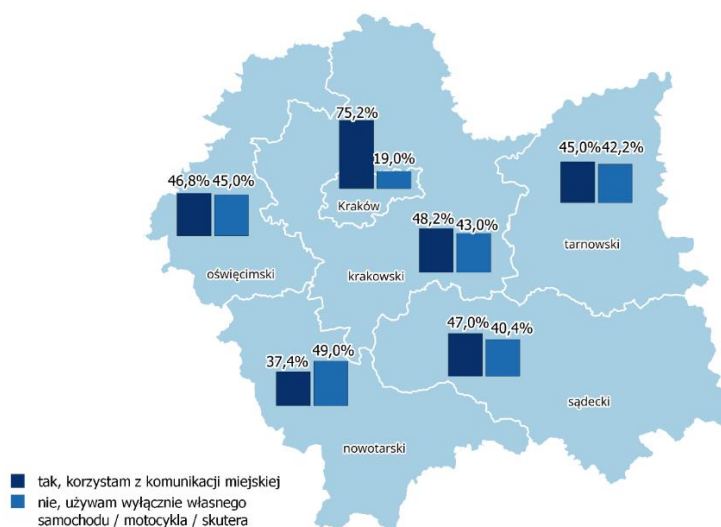 75,2%
19,0%
Kraków
45,0% 42,2%
tarnowski
46,8% 45,0%
oświęcimski
48,2% 43,0%
krakowski
47,0% 40,4%
sądecki
37,4% 49,0%
nowotarski
tak, korzystam z komunikacji miejskiej
nie, używam wyłącznie własnego
samochodu / motocykla / skutera